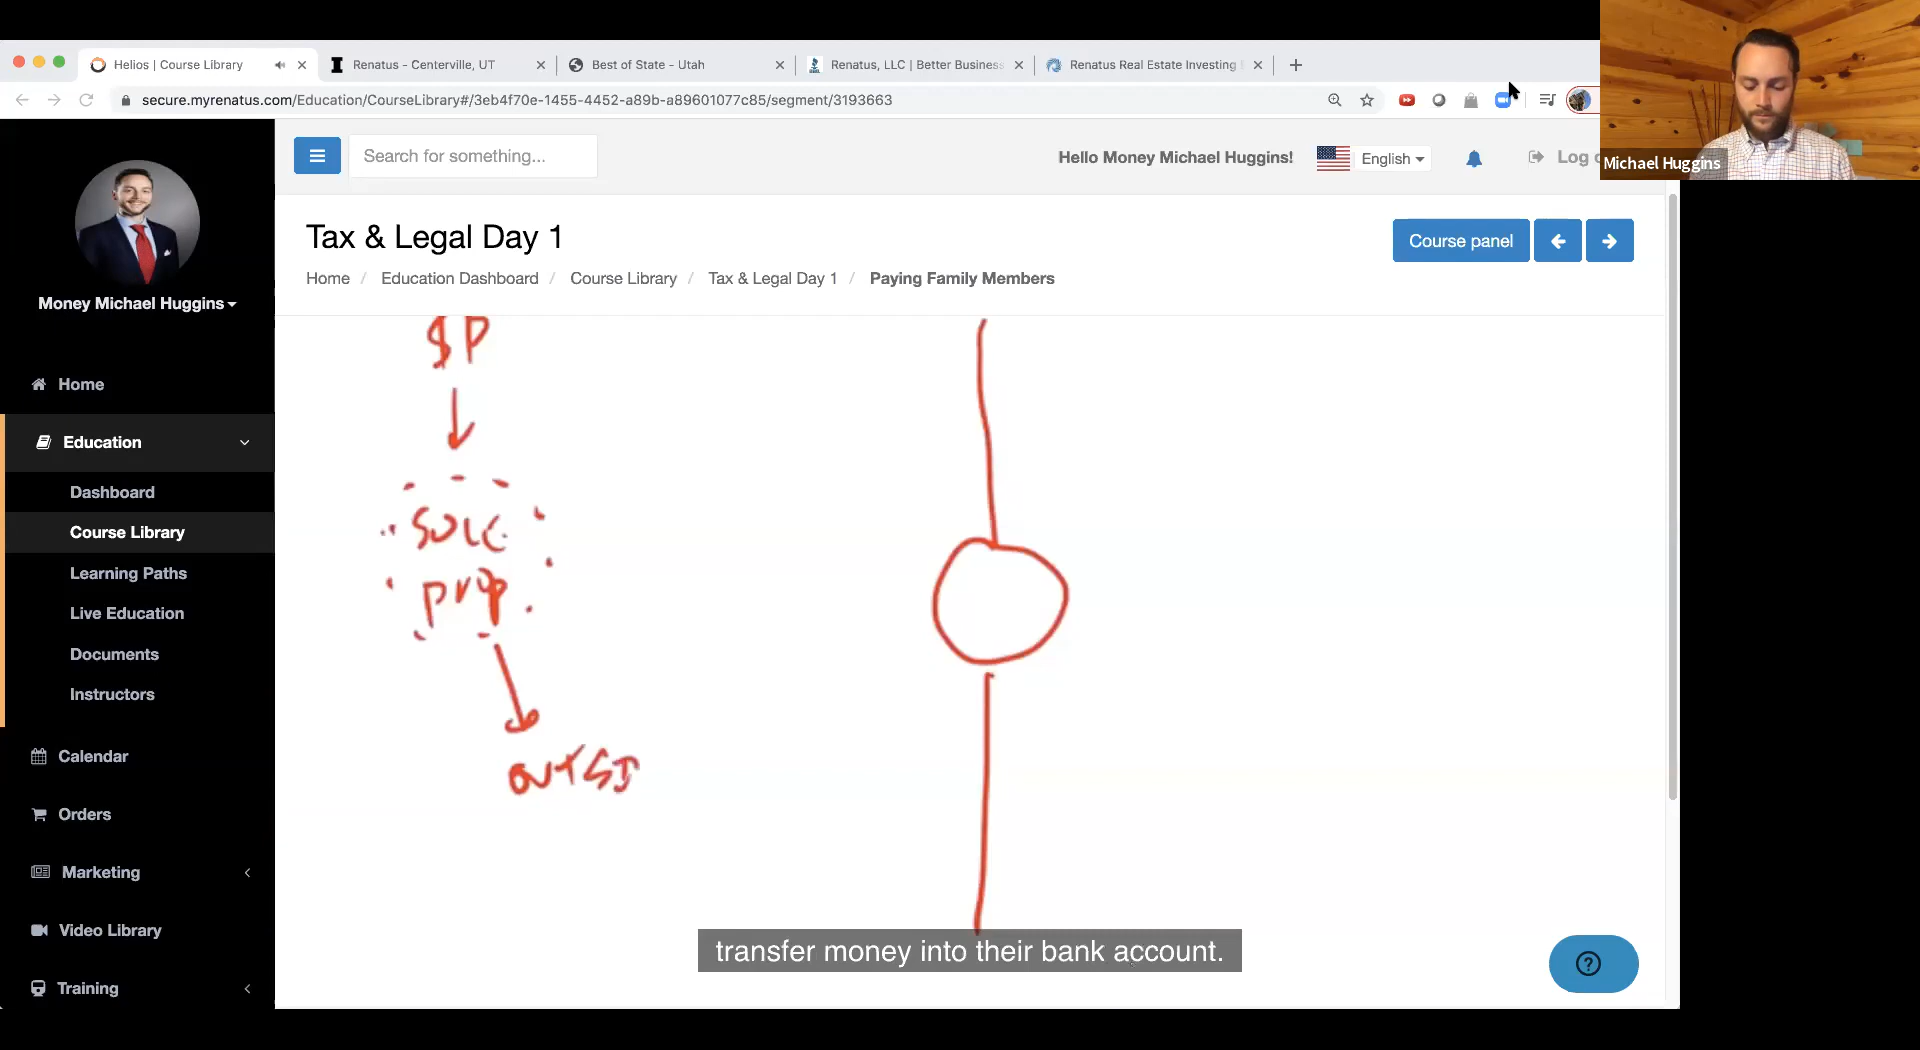 Helios | Course Library
Renatus - Centerville, UT
Best of State - Utah
Renatus, LLC | Better Business
Renatus Real Estate Investing
secure.myrenatus.com/Education/CourseLibrary#/3eb4f70e-1455-4452-a89b-a89601077c85/segment/3193663
Michael Huggins
Search for something...
Hello Money Michael Huggins!
English
Log
Tax & Legal Day 1
Course panel
Home / Education Dashboard / Course Library / Tax & Legal Day 1 / Paying Family Members
Money Michael Huggins
Home
Education
Dashboard
Course Library
Learning Paths
Live Education
Documents
Instructors
Calendar
Orders
Marketing
Video Library
Training
$P
sole
prop
transfer money into their bank account.